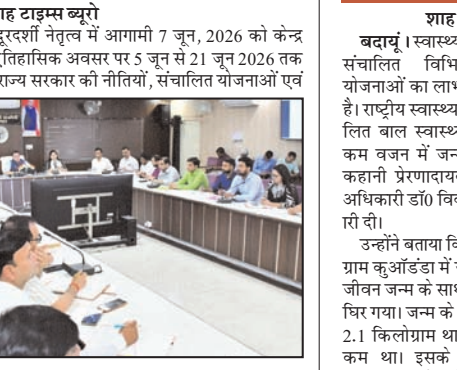 ाह टाइम्स ब्यूरो
दूरदर्शी नेतृत्व में आगामी 7 जून, 2026 को केन्द्र
तिहासिक अवसर पर 5 जून से 21 जून 2026 तक
राज्य सरकार की नीतियों, संचालित योजनाओं एवं
शाह
बदायूं। स्वास्थ्य
संचालित विभि
योजनाओं का लाभ
है। राष्ट्रीय स्वास्थ्य
लित बाल स्वास्थ्य
कम वजन में जन्
कहानी प्रेरणादाय
अधिकारी डॉ0 विव
री दी।
उन्होंने बताया वि
ग्राम कुऑडंडा में
जीवन जन्म के साथ
घिर गया। जन्म के
2.1 किलोग्राम था
कम था। इसके